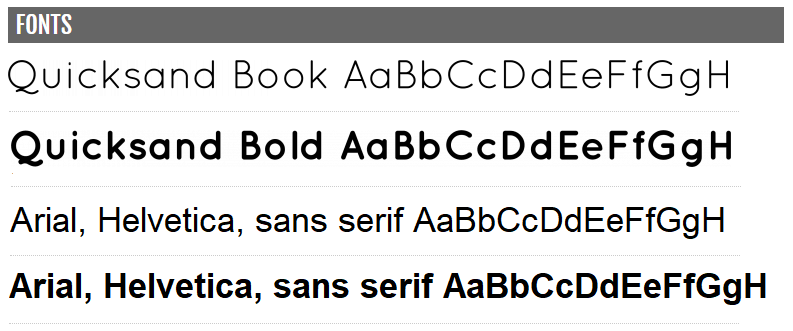 FONTS
Quicksand Book AaBbCcDdEeFfGgH
Quicksand Bold AaBbCcDdEeFfGgH
Arial, Helvetica, sans serif AaBbCcDdEeFfGgH
Arial, Helvetica, sans serif AaBbCcDdEeFfGgH